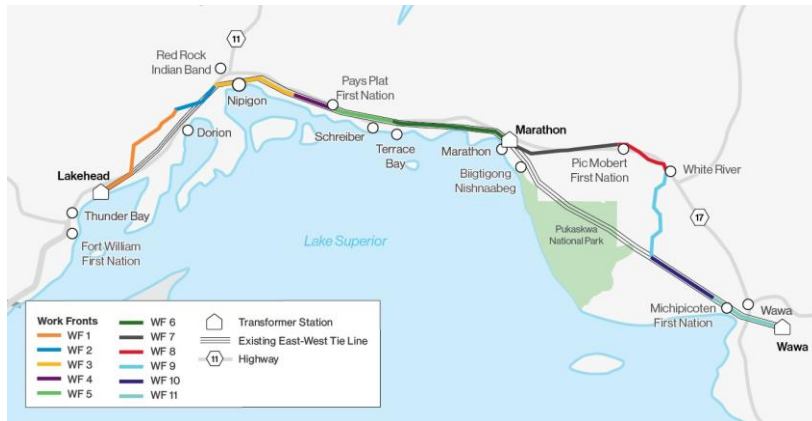 11
Red Rock
Indian Band
Pays Plat
First Nation
Nipigon
Marathon
Dorion
Schreiber
Terrace
Bay
Marathon
Pic Mobert
First Nation
White River
Lakehead
Biigtigong
Nishnaabeg
Thunder Bay
17
Fort William
First Nation
Lake Superior
Pukaskwa
National Park
Michipicoten
First Nation
Wawa
Wawa
Work Fronts
WF 1
WF 2
WF 3
WF 4
WF 5
WF 6
WF 7
WF 8
WF 9
WF 10
WF 11
Transformer Station
Existing East-West Tie Line
11
Highway